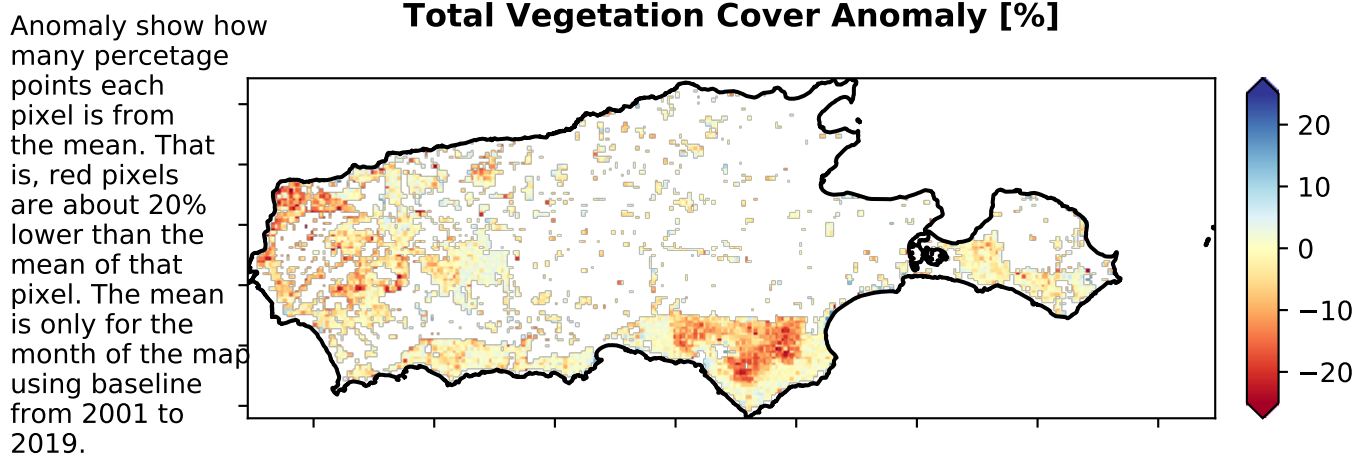 Total Vegetation Cover Anomaly [%]
Anomaly show how
many percetage
points each
pixel is from
the mean. That
is, red pixels
are about 20%
lower than the
mean of that
pixel. The mean
is only for the
month of the map
using baseline
from 2001 to
2019.
20
10
0
−10
−20